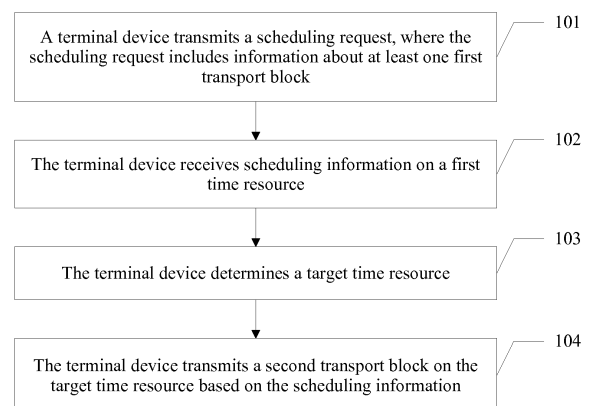 A terminal device transmits a scheduling request, where the
scheduling request includes information about at least one first
transport block
101
The terminal device receives scheduling information on a first
time resource
102
The terminal device determines a target time resource
103
The terminal device transmits a second transport block on the
target time resource based on the scheduling information
104